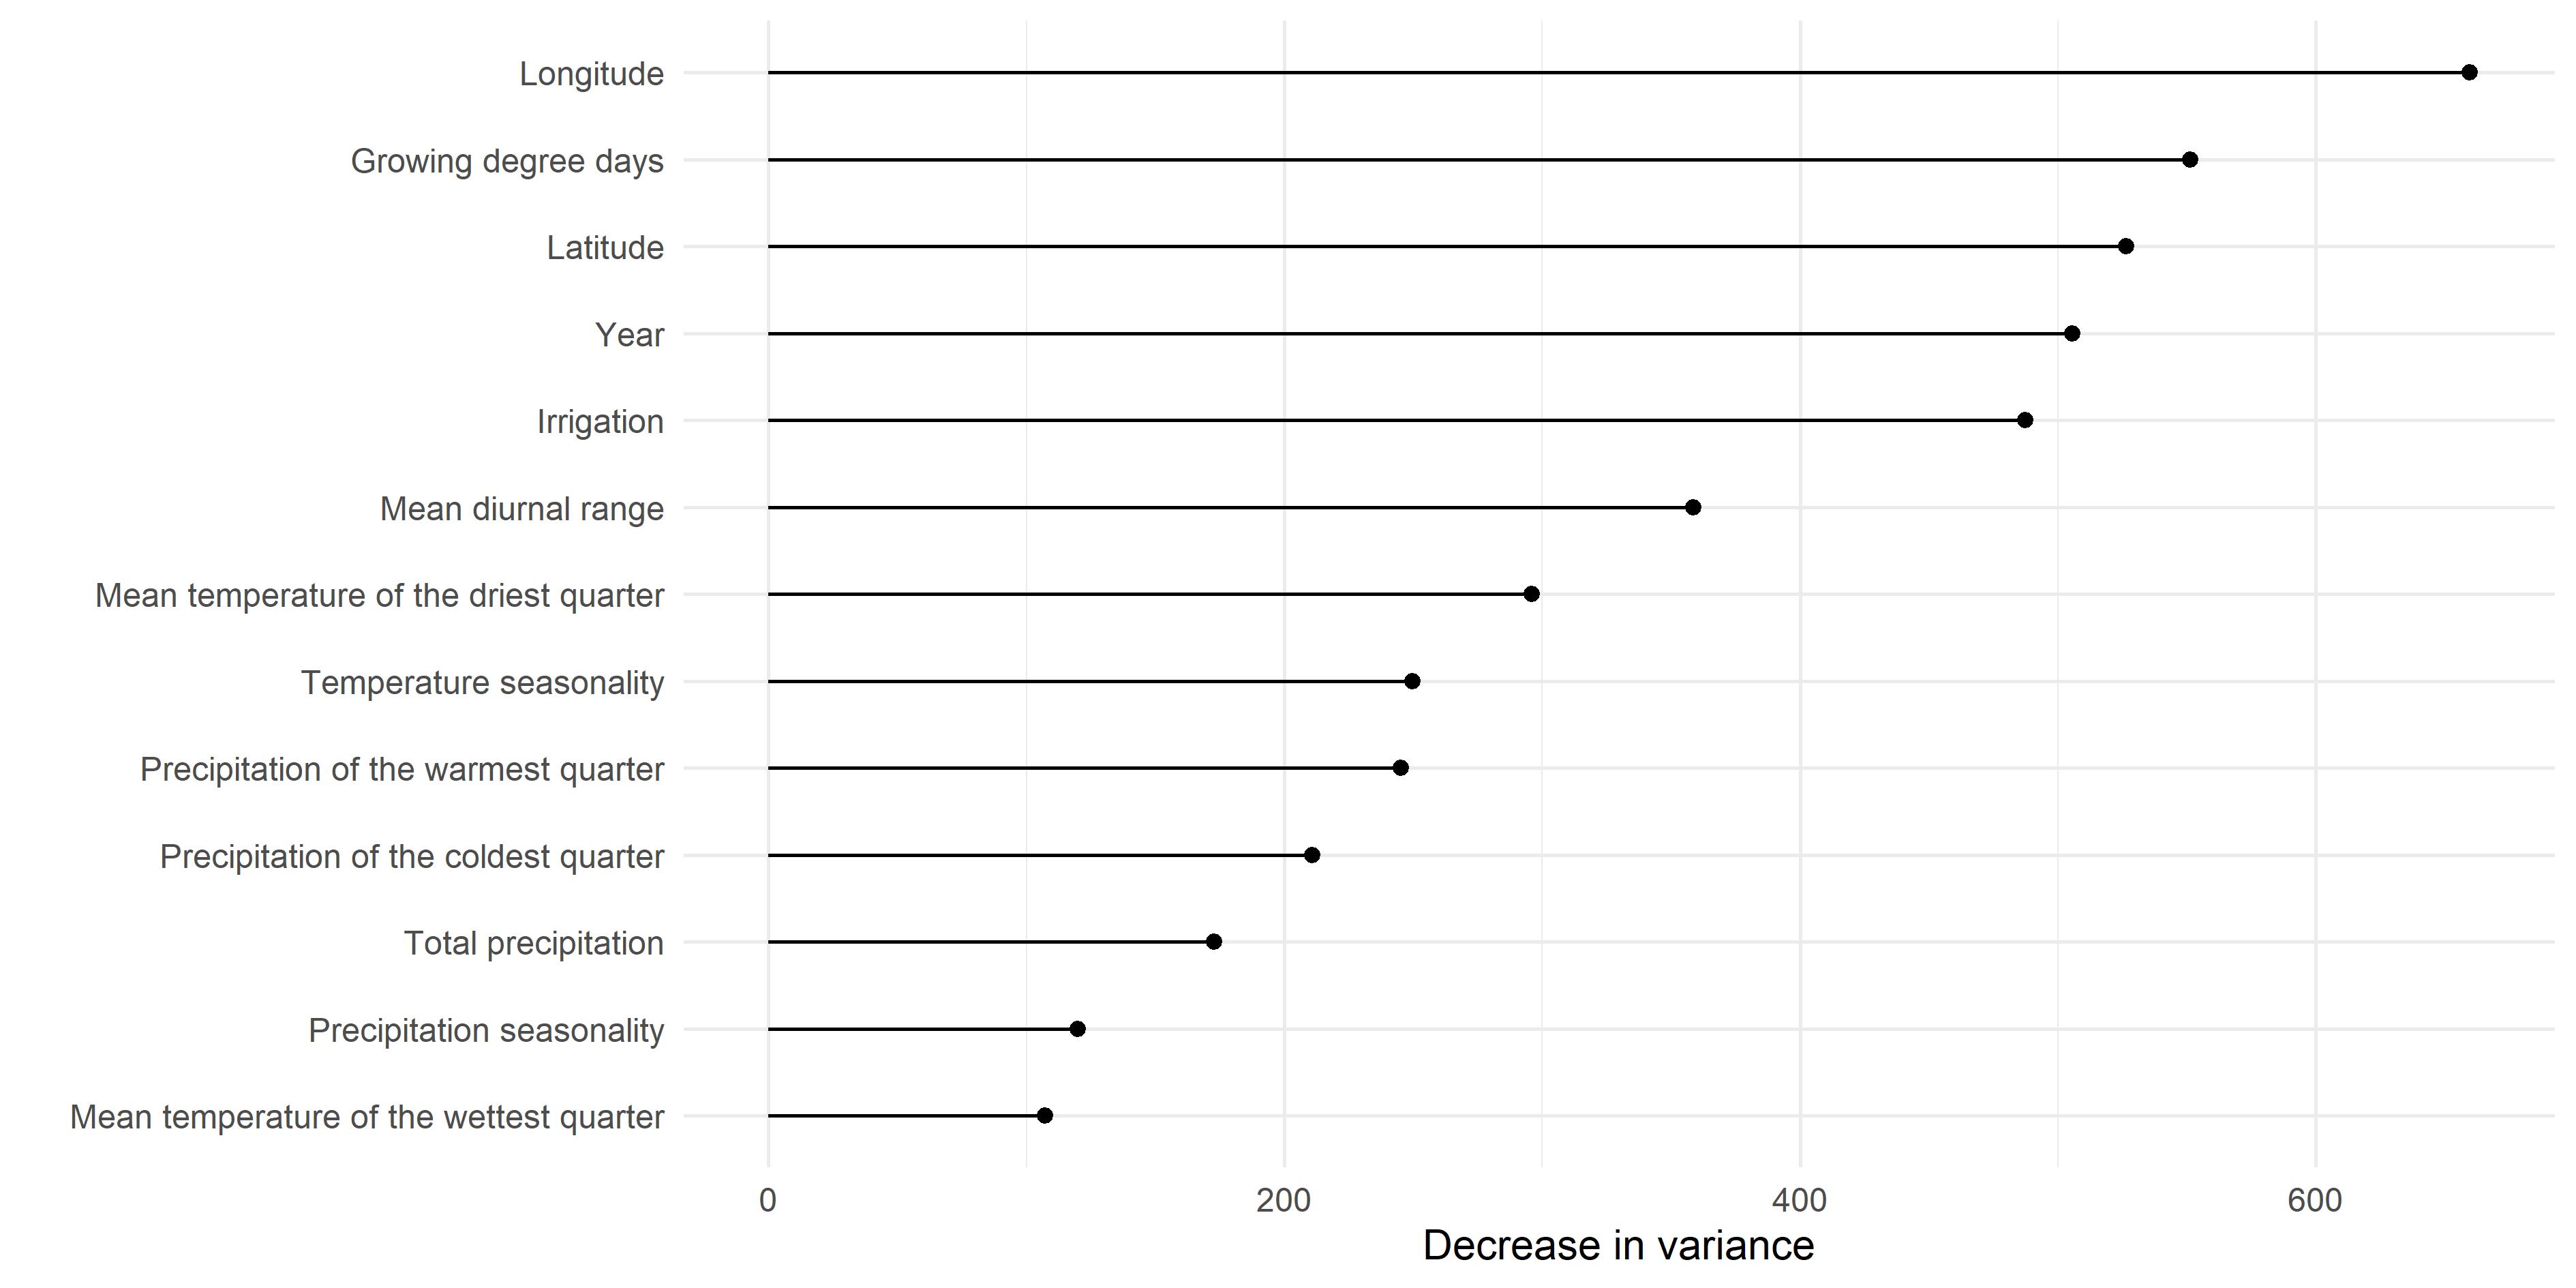 Longitude
Growing degree days
Latitude
Year
Irrigation
Mean diurnal range
Mean temperature of the driest quarter
Temperature seasonality
Precipitation of the warmest quarter
Precipitation of the coldest quarter
Total precipitation
Precipitation seasonality
Mean temperature of the wettest quarter
0 200 400 600
Decrease in variance